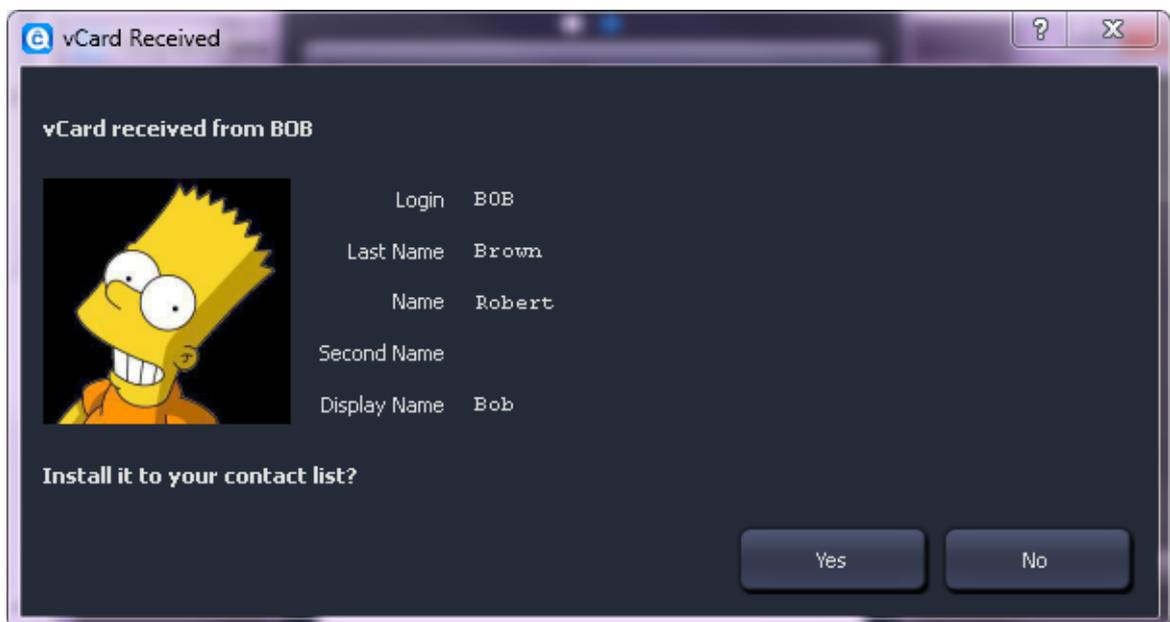 vCard Received
vCard received from BOB
Login BOB
Last Name Brown
Name Robert
Second Name
Display Name Bob
Install it to your contact list?
Yes No